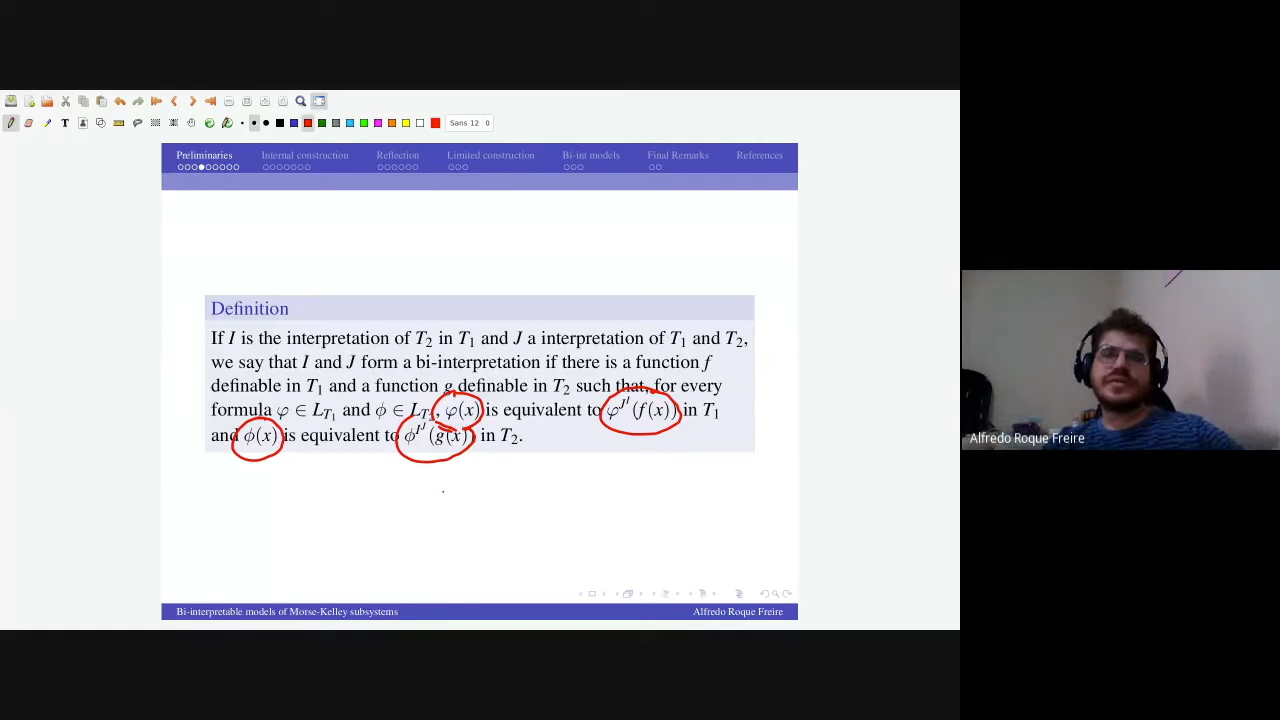 Sans 12 0
Preliminaries Internal construction Reflection Limited construction Bi-int models Final Remarks References
Definition
If I is the interpretation of T₂ in T₁ and J a interpretation of T₁ and T₂,
we say that I and J form a bi-interpretation if there is a function f
definable in T₁ and a function g definable in T₂ such that, for every
formula φ ∈ L_{T₁} and ϕ ∈ L_{T₂}, φ(x) is equivalent to φ^{J^I}(f(x)) in T₁
and ϕ(x) is equivalent to ϕ^{I^J}(g(x)) in T₂.
Bi-interpretable models of Morse-Kelley subsystems Alfredo Roque Freire
Alfredo Roque Freire